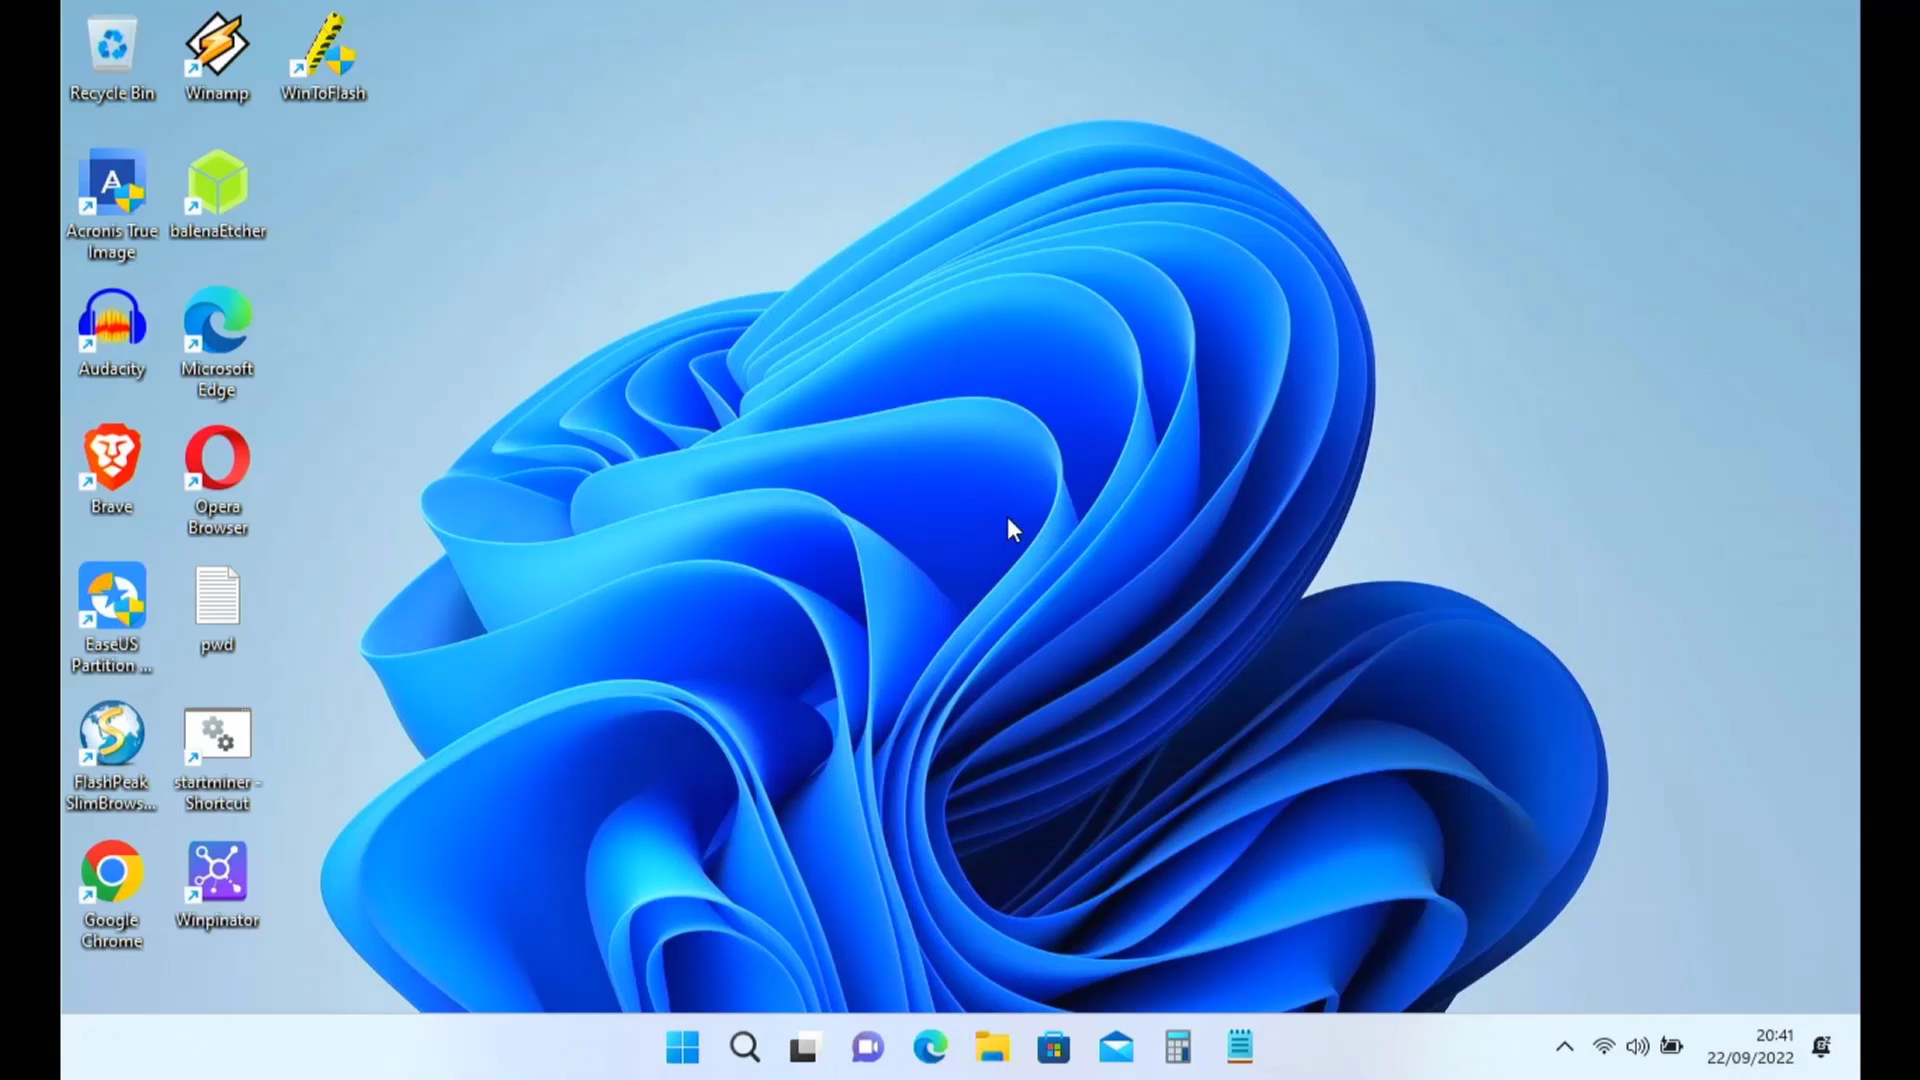 Recycle Bin
Winamp
WinToFlash
Acronis True
Image
balenaEtcher
Audacity
Microsoft
Edge
Brave
Opera
Browser
EaseUS
Partition ...
pwd
FlashPeak
SlimBrows...
startminer -
Shortcut
Google
Chrome
Winpinator
20:41
22/09/2022